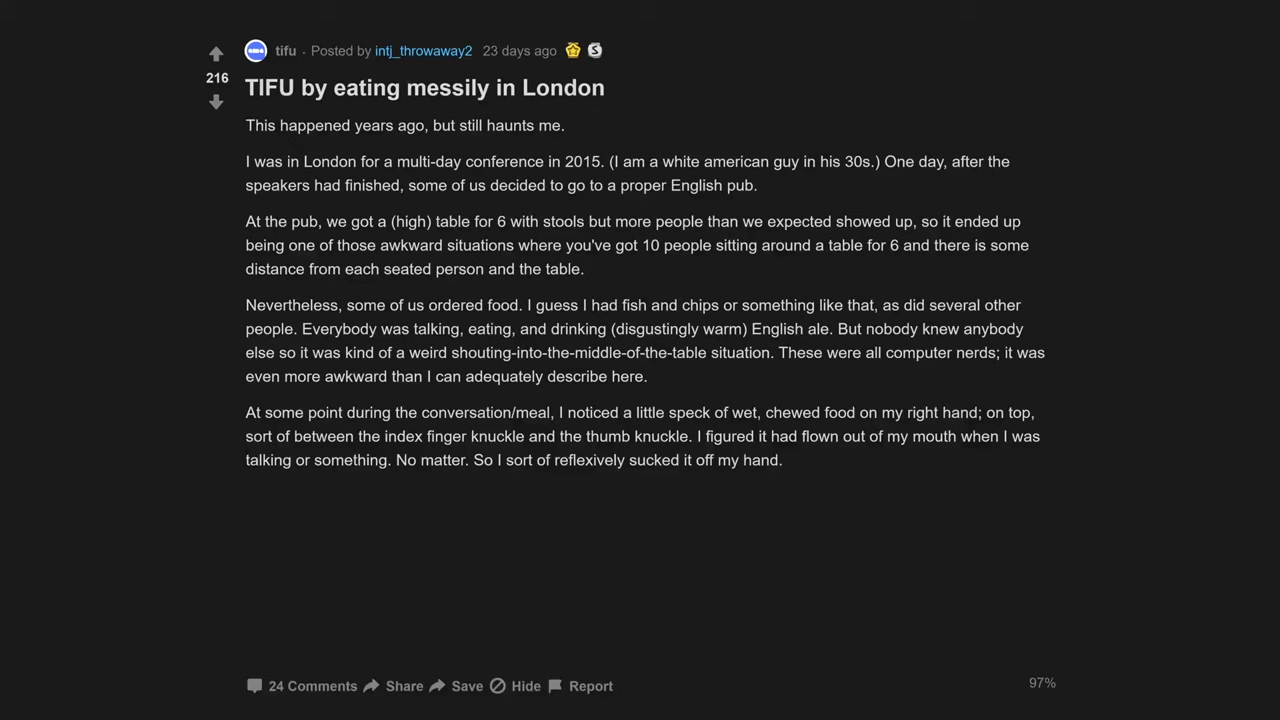 tifu . Posted by intj_throwaway2 23 days ago
216
TIFU by eating messily in London
This happened years ago, but still haunts me.
I was in London for a multi-day conference in 2015. (I am a white american guy in his 30s.) One day, after the
speakers had finished, some of us decided to go to a proper English pub.
At the pub, we got a (high) table for 6 with stools but more people than we expected showed up, so it ended up
being one of those awkward situations where you've got 10 people sitting around a table for 6 and there is some
distance from each seated person and the table.
Nevertheless, some of us ordered food. I guess I had fish and chips or something like that, as did several other
people. Everybody was talking, eating, and drinking (disgustingly warm) English ale. But nobody knew anybody
else so it was kind of a weird shouting-into-the-middle-of-the-table situation. These were all computer nerds; it was
even more awkward than I can adequately describe here.
At some point during the conversation/meal, I noticed a little speck of wet, chewed food on my right hand; on top,
sort of between the index finger knuckle and the thumb knuckle. I figured it had flown out of my mouth when I was
talking or something. No matter. So I sort of reflexively sucked it off my hand.
24 Comments Share Save Hide Report
97%